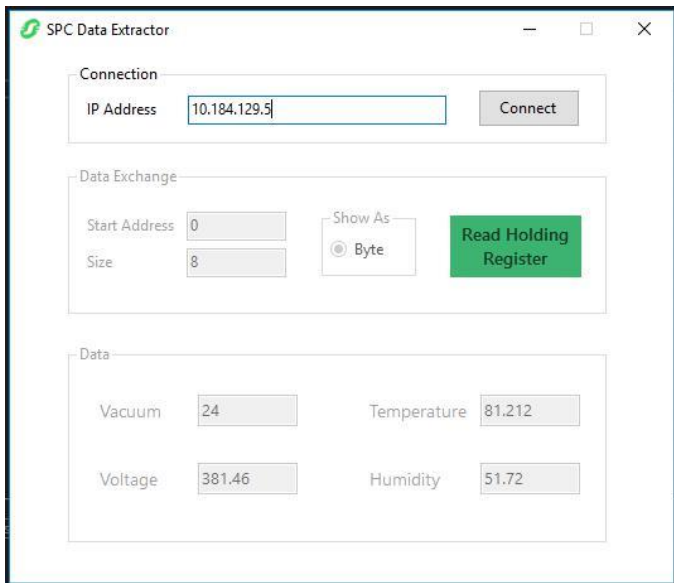 SPC Data Extractor
Connection
IP Address 10.184.129.5 Connect
Data Exchange
Start Address 0
Size 8
Show As
Byte
Read Holding
Register
Data
Vacuum 24 Temperature 81.212
Voltage 381.46 Humidity 51.72